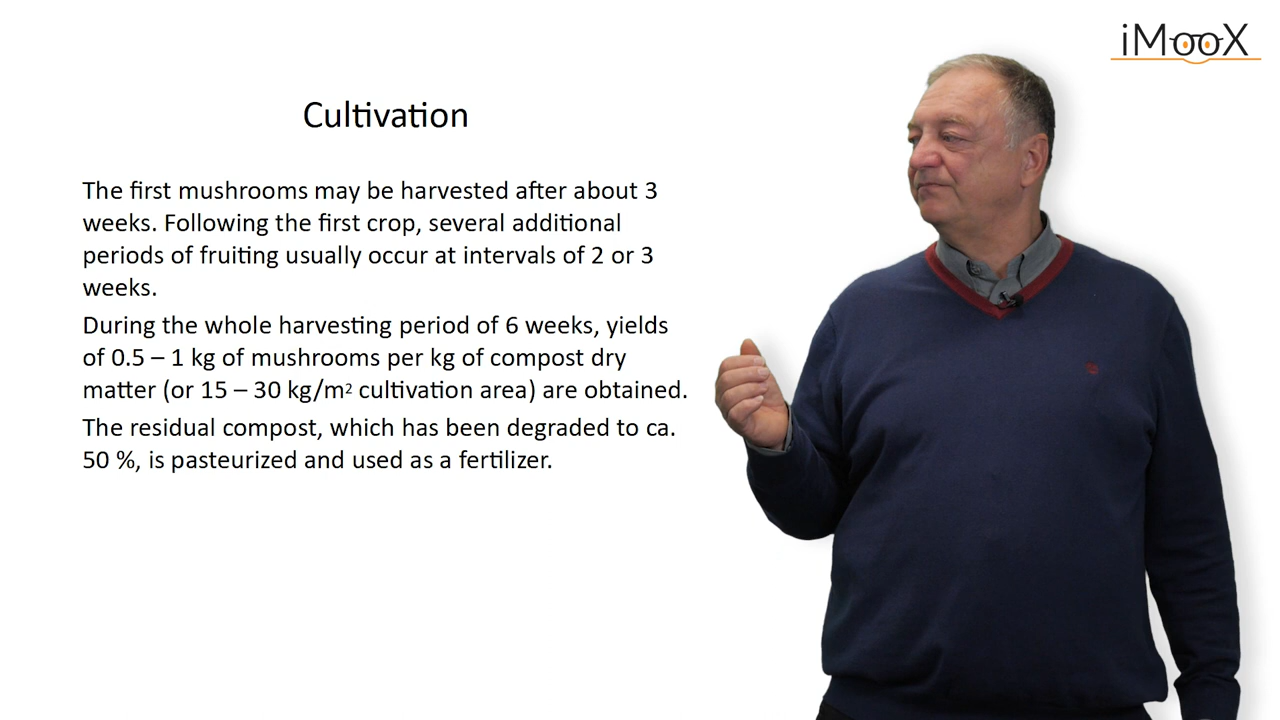 iMooX
Cultivation
The first mushrooms may be harvested after about 3
weeks. Following the first crop, several additional
periods of fruiting usually occur at intervals of 2 or 3
weeks.
During the whole harvesting period of 6 weeks, yields
of 0.5 – 1 kg of mushrooms per kg of compost dry
matter (or 15 – 30 kg/m² cultivation area) are obtained.
The residual compost, which has been degraded to ca.
50 %, is pasteurized and used as a fertilizer.